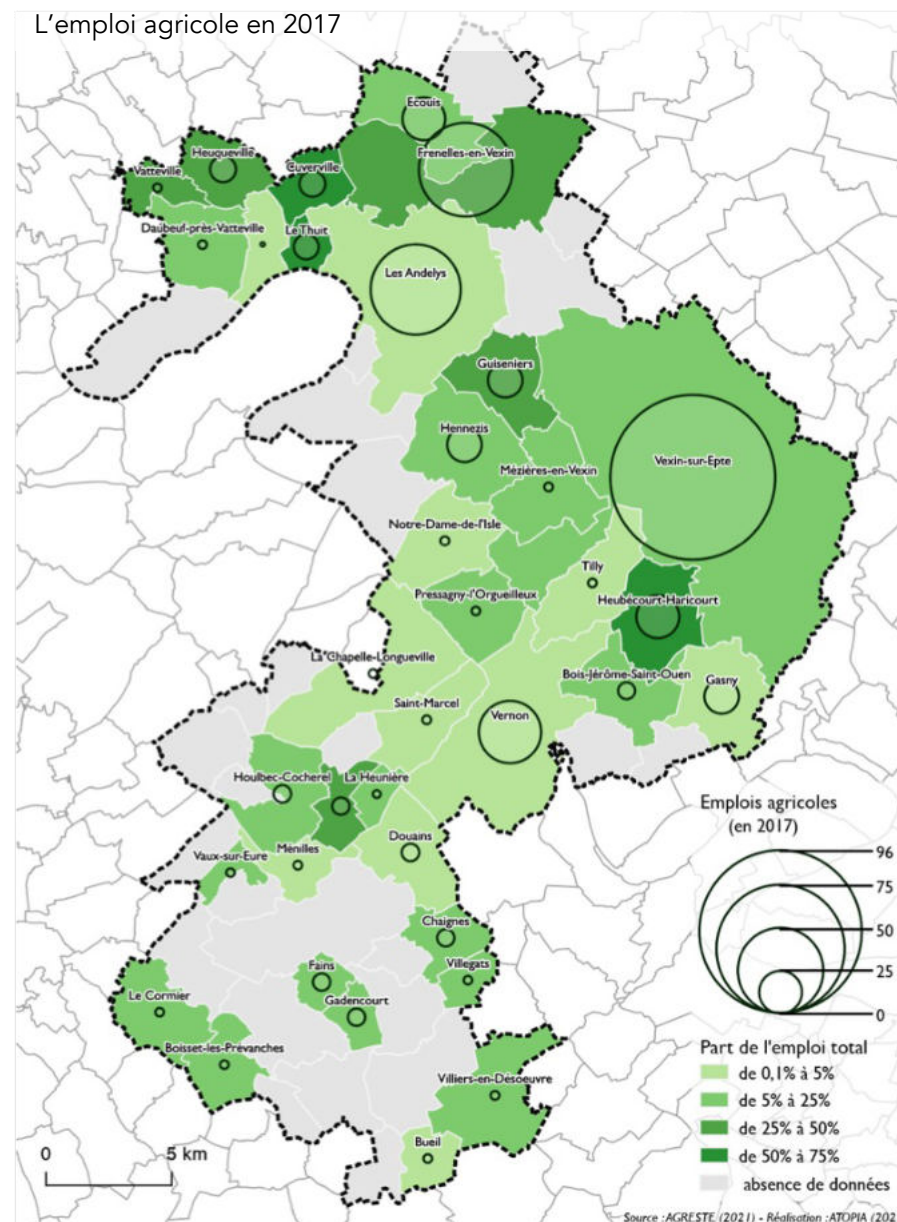 L'emploi agricole en 2017
Ecouis
Frenelles-en-Vexin
Heuqueville
Cuverville
Vatteville
Daubeuf-près-Vatteville
Le Thuit
Les Andelys
Guiseniers
Hennezis
Vexin-sur-Epte
Mézières-en-Vexin
Notre-Dame-de-l'Isle
Tilly
Pressagny-l'Orgueilleux
Heubécourt-Haricourt
La Chapelle-Longueville
Bois-Jérôme-Saint-Ouen
Gasny
Saint-Marcel
Vernon
Houlbec-Cocherel
La Heunière
Douains
Ménilles
Vaux-sur-Eure
Chaignes
Fains
Villegats
Le Cormier
Gadencourt
Boisset-les-Prévanches
Villiers-en-Désoeuvre
Bueil
Emplois agricoles
(en 2017)
96
75
50
25
0
Part de l'emploi total
de 0,1% à 5%
de 5% à 25%
de 25% à 50%
de 50% à 75%
absence de données
0 5 km
Source : AGRESTE (2021) - Réalisation : ATOPIA (202